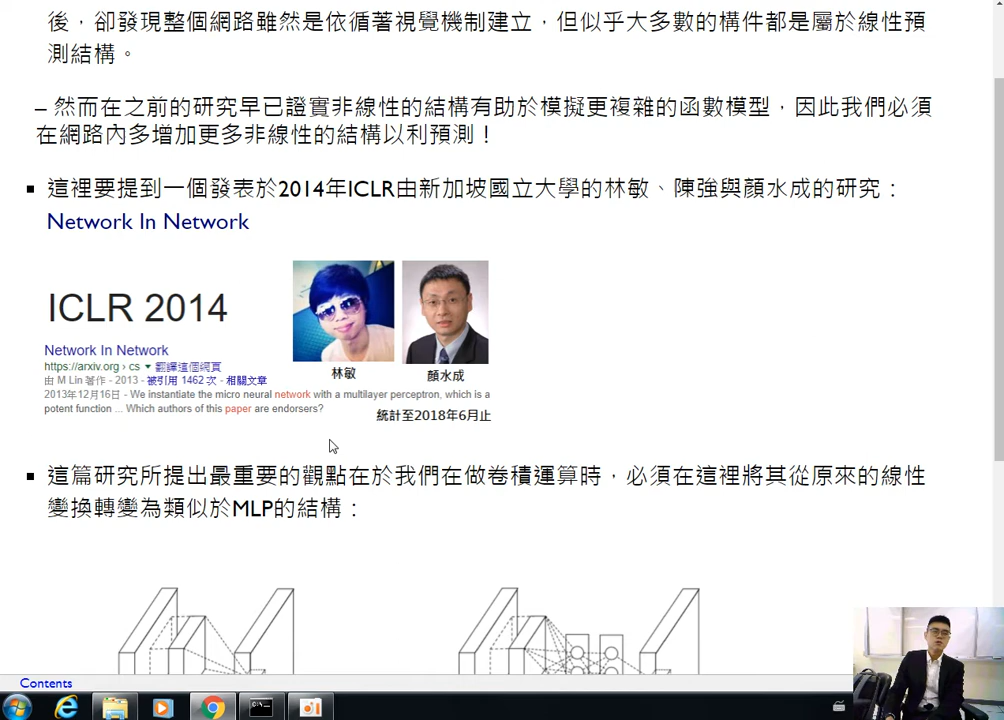 後，卻發現整個網路雖然是依循著視覺機制建立，但似乎大多數的構件都是屬於線性預
測結構。
– 然而在之前的研究早已證實非線性的結構有助於模擬更複雜的函數模型，因此我們必須
在網路內多增加更多非線性的結構以利預測！
▪ 這裡要提到一個發表於2014年ICLR由新加坡國立大學的林敏、陳強與顏水成的研究：
Network In Network
ICLR 2014
Network In Network
https://arxiv.org › cs ▾ 翻譯這個網頁
由 M Lin 著作 - 2013 - 被引用 1462 次 - 相關文章
2013年12月16日 - We instantiate the micro neural network with a multilayer perceptron, which is a
potent function ... Which authors of this paper are endorsers?
林敏
顏水成
統計至2018年6月止
▪ 這篇研究所提出最重要的觀點在於我們在做卷積運算時，必須在這裡將其從原來的線性
變換轉變為類似於MLP的結構：
Contents